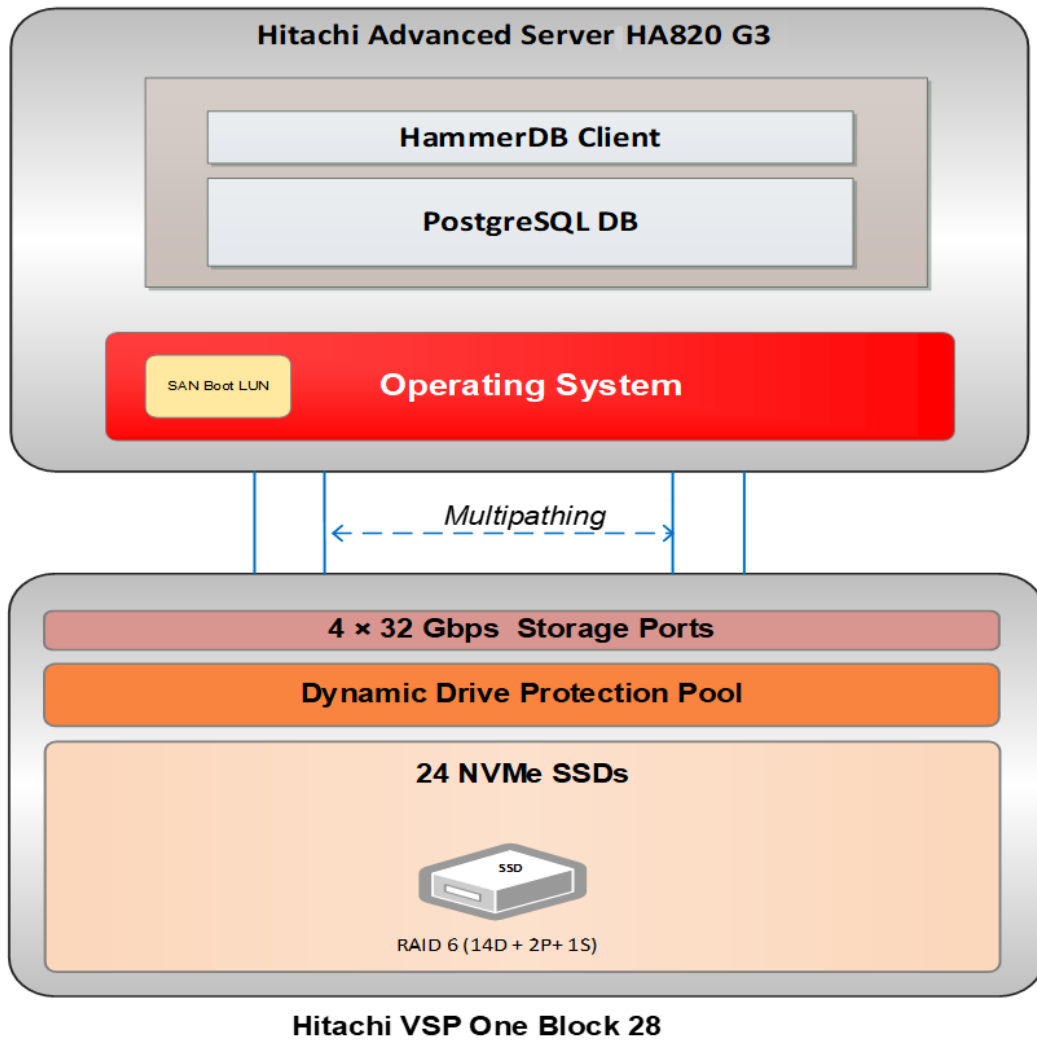 Hitachi Advanced Server HA820 G3
HammerDB Client
PostgreSQL DB
SAN Boot LUN
Operating System
Multipathing
4 × 32 Gbps Storage Ports
Dynamic Drive Protection Pool
24 NVMe SSDs
SSD
RAID 6 (14D + 2P+ 1S)
Hitachi VSP One Block 28